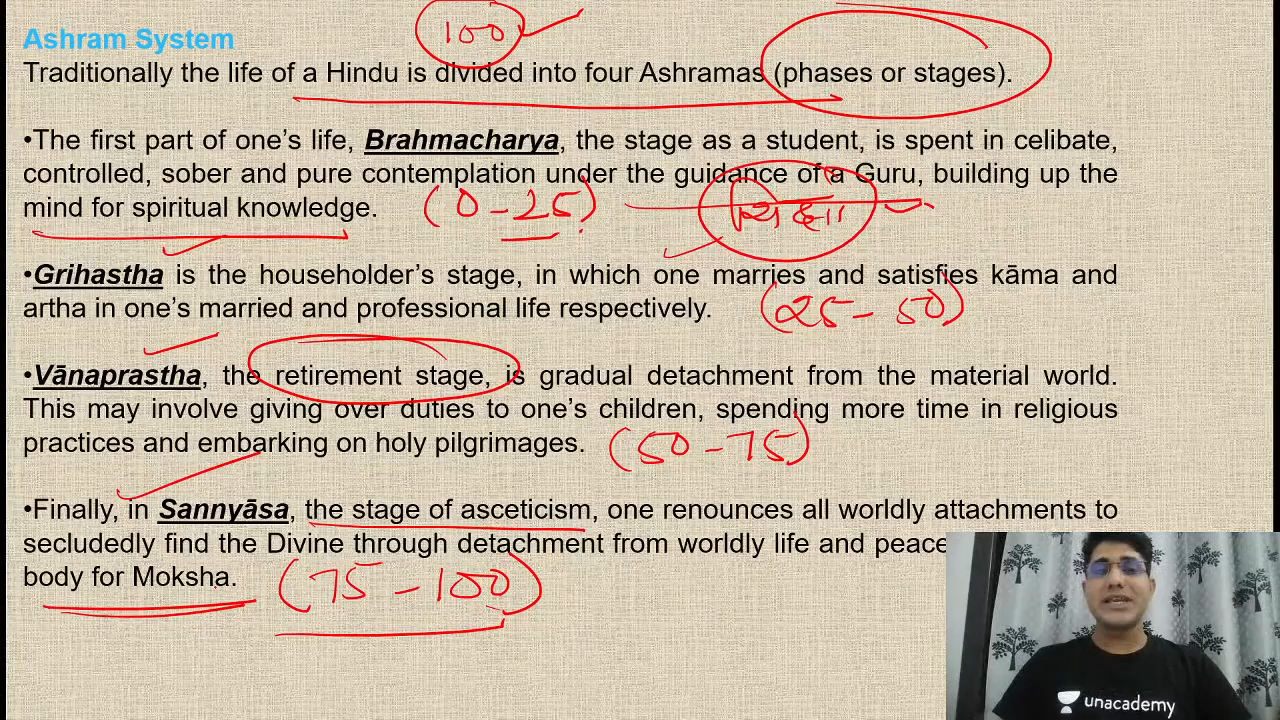 100
Ashram System
Traditionally the life of a Hindu is divided into four Ashramas (phases or stages).
•The first part of one's life, Brahmacharya, the stage as a student, is spent in celibate,
controlled, sober and pure contemplation under the guidance of a Guru, building up the
mind for spiritual knowledge.
(0-25)
•Grihastha is the householder's stage, in which one marries and satisfies kāma and
artha in one's married and professional life respectively.
(25-50)
•Vānaprastha, the retirement stage, is gradual detachment from the material world.
This may involve giving over duties to one's children, spending more time in religious
practices and embarking on holy pilgrimages.
(50-75)
•Finally, in Sannyāsa, the stage of asceticism, one renounces all worldly attachments to
secludedly find the Divine through detachment from worldly life and peace
body for Moksha.
(75-100)
unacademy